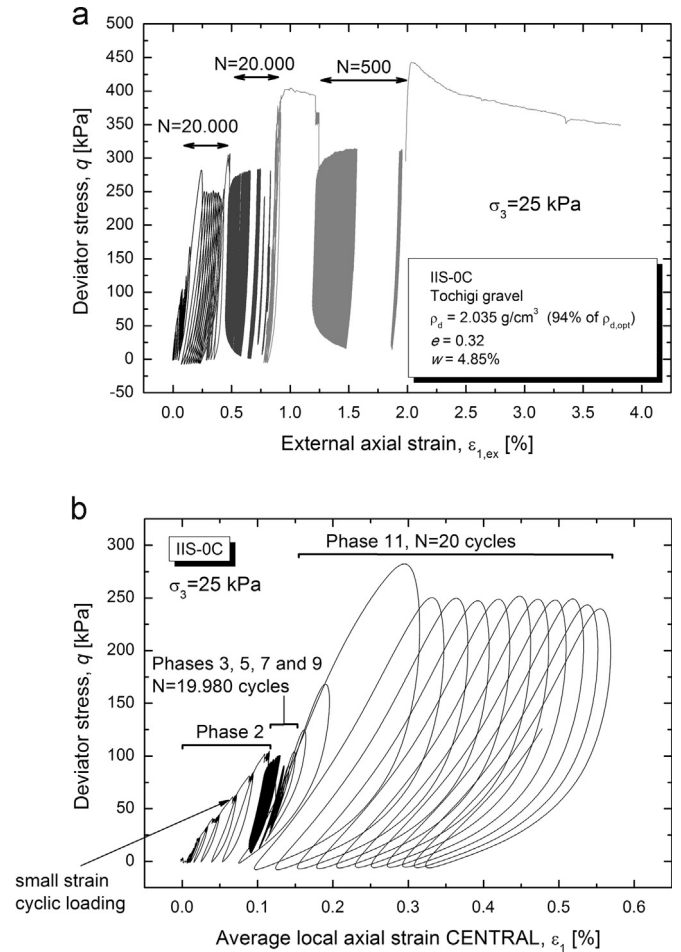 a
500
450
400
350
300
250
200
150
100
50
0
-50
Deviator stress, q [kPa]
N=20.000
N=20.000
N=500
σ3=25 kPa
IIS-0C
Tochigi gravel
ρd = 2.035 g/cm³ (94% of ρd,opt)
e = 0.32
w = 4.85%
0.0 0.5 1.0 1.5 2.0 2.5 3.0 3.5 4.0
External axial strain, ε1,ex [%]
b
300
250
200
150
100
50
0
Deviator stress, q [kPa]
IIS-0C
σ3=25 kPa
Phase 11, N=20 cycles
Phases 3, 5, 7 and 9
N=19.980 cycles
Phase 2
small strain
cyclic loading
0.0 0.1 0.2 0.3 0.4 0.5 0.6
Average local axial strain CENTRAL, ε1 [%]